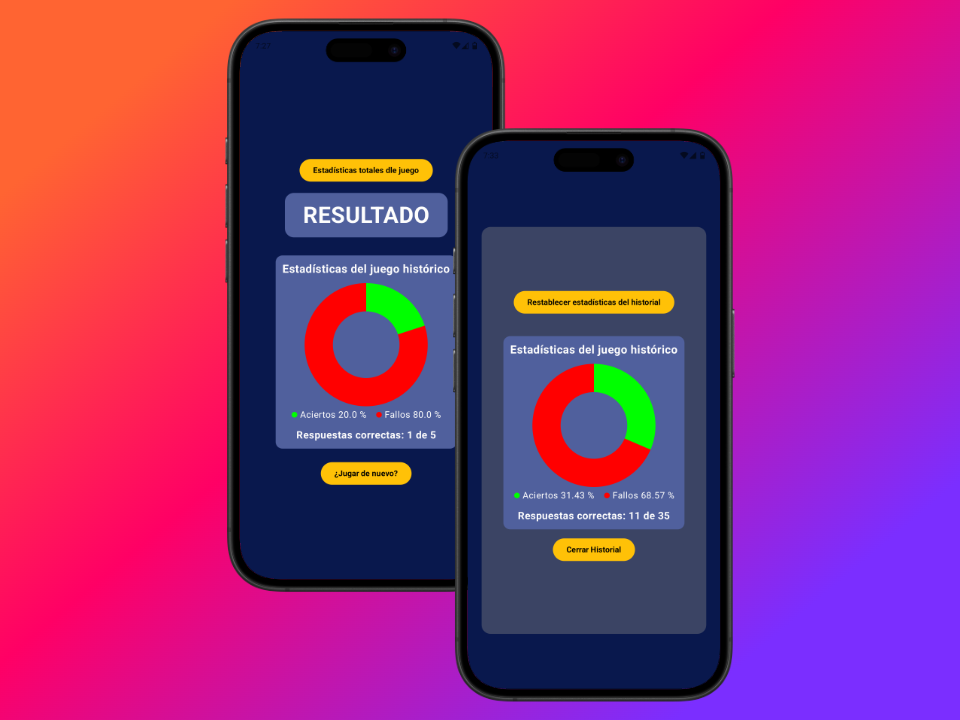 7:27
Estadísticas totales dle juego
RESULTADO
Estadísticas del juego histórico
Aciertos 20.0 %
Fallos 80.0 %
Respuestas correctas: 1 de 5
¿Jugar de nuevo?
Restablecer estadísticas del historial
Estadísticas del juego histórico
Aciertos 31.43 %
Fallos 68.57 %
Respuestas correctas: 11 de 35
Cerrar Historial